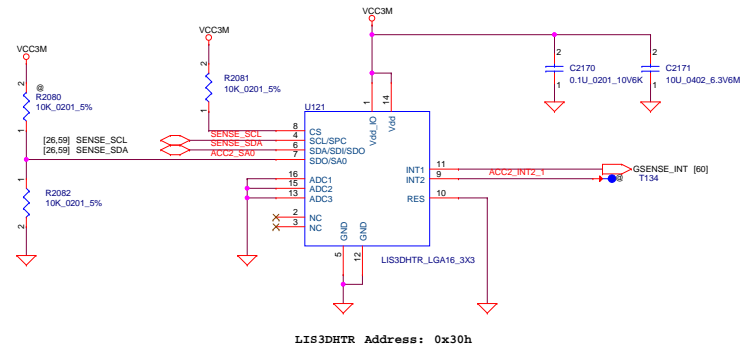 VCC3M
VCC3M
VCC3M
2
@
R2080
10K_0201_5%
1
2
R2081
10K_0201_5%
1
2
C2170
0.1U_0201_10V6K
1
2
C2171
10U_0402_6.3V6M
1
U121
1
14
Vdd_IO
Vdd
8
CS
[26,59] SENSE_SCL
SENSE_SCL
4
SCL/SPC
[26,59] SENSE_SDA
SENSE_SDA
6
SDA/SDI/SDO
ACC2_SA0
7
SDO/SA0
INT1
11
GSENSE_INT [60]
INT2
9
ACC2_INT2_1
@
T134
16
ADC1
15
ADC2
13
ADC3
RES
10
1
R2082
10K_0201_5%
2
2
NC
3
NC
GND
GND
5
12
LIS3DHTR_LGA16_3X3
LIS3DHTR Address: 0x30h